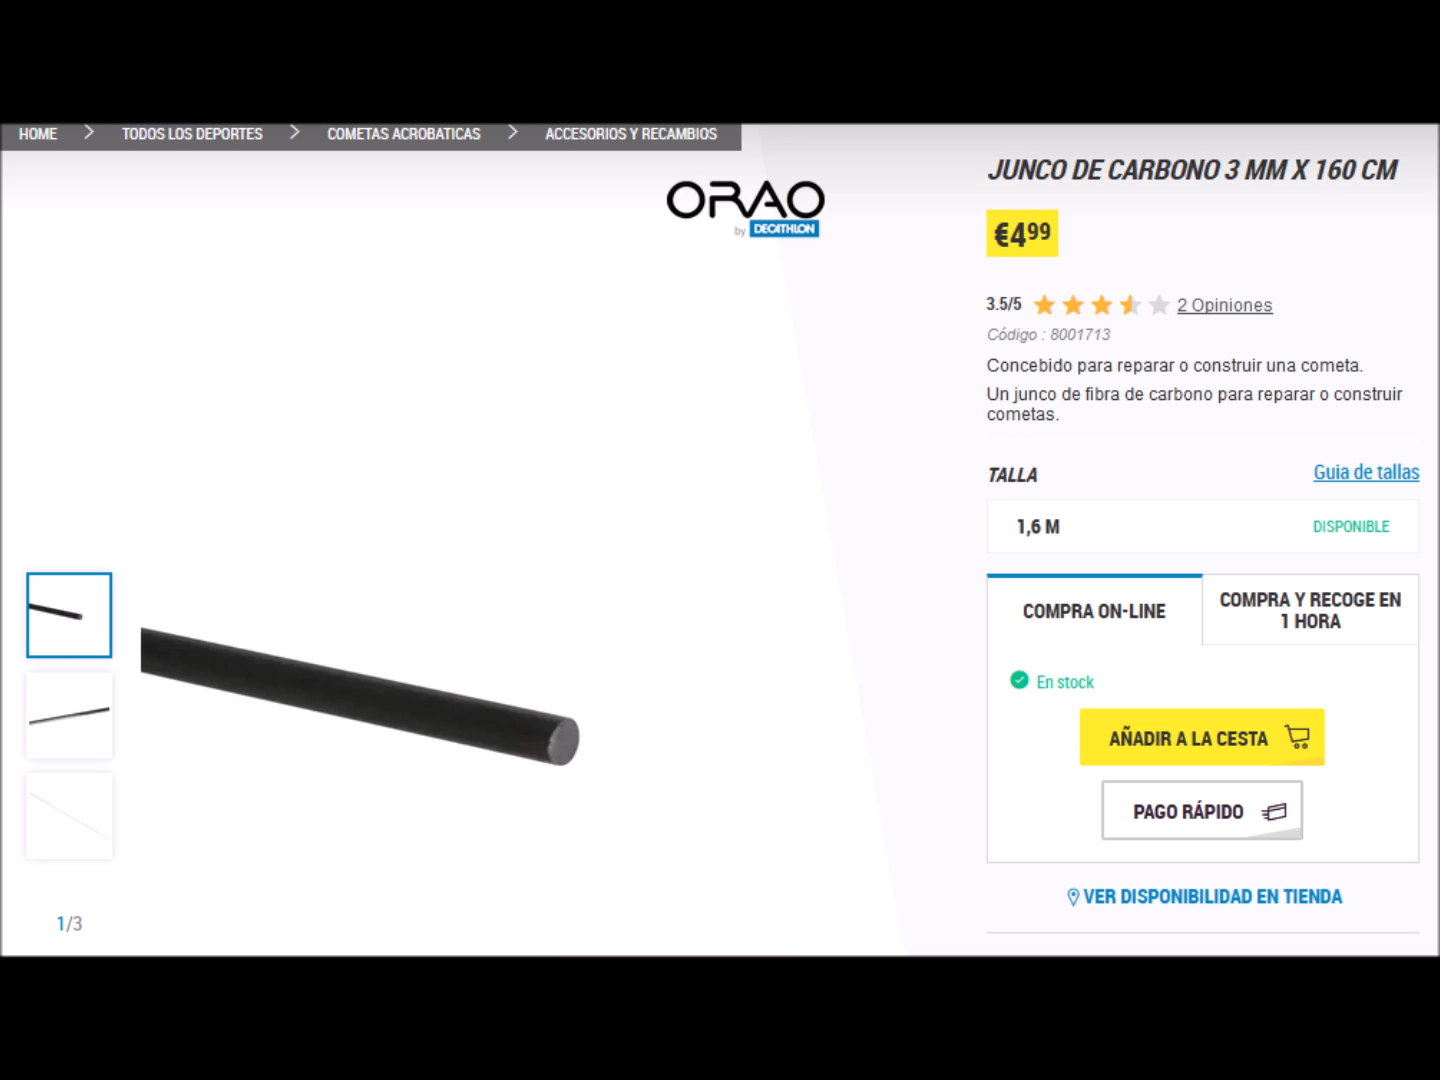 HOME > TODOS LOS DEPORTES > COMETAS ACROBATICAS > ACCESORIOS Y RECAMBIOS
ORAO
by DECATHLON
JUNCO DE CARBONO 3 MM X 160 CM
€4,99
3.5/5 2 Opiniones
Código : 8001713
Concebido para reparar o construir una cometa.
Un junco de fibra de carbono para reparar o construir
cometas.
TALLA Guia de tallas
1,6 M DISPONIBLE
COMPRA ON-LINE
COMPRA Y RECOGE EN
1 HORA
En stock
AÑADIR A LA CESTA
PAGO RÁPIDO
VER DISPONIBILIDAD EN TIENDA
1/3